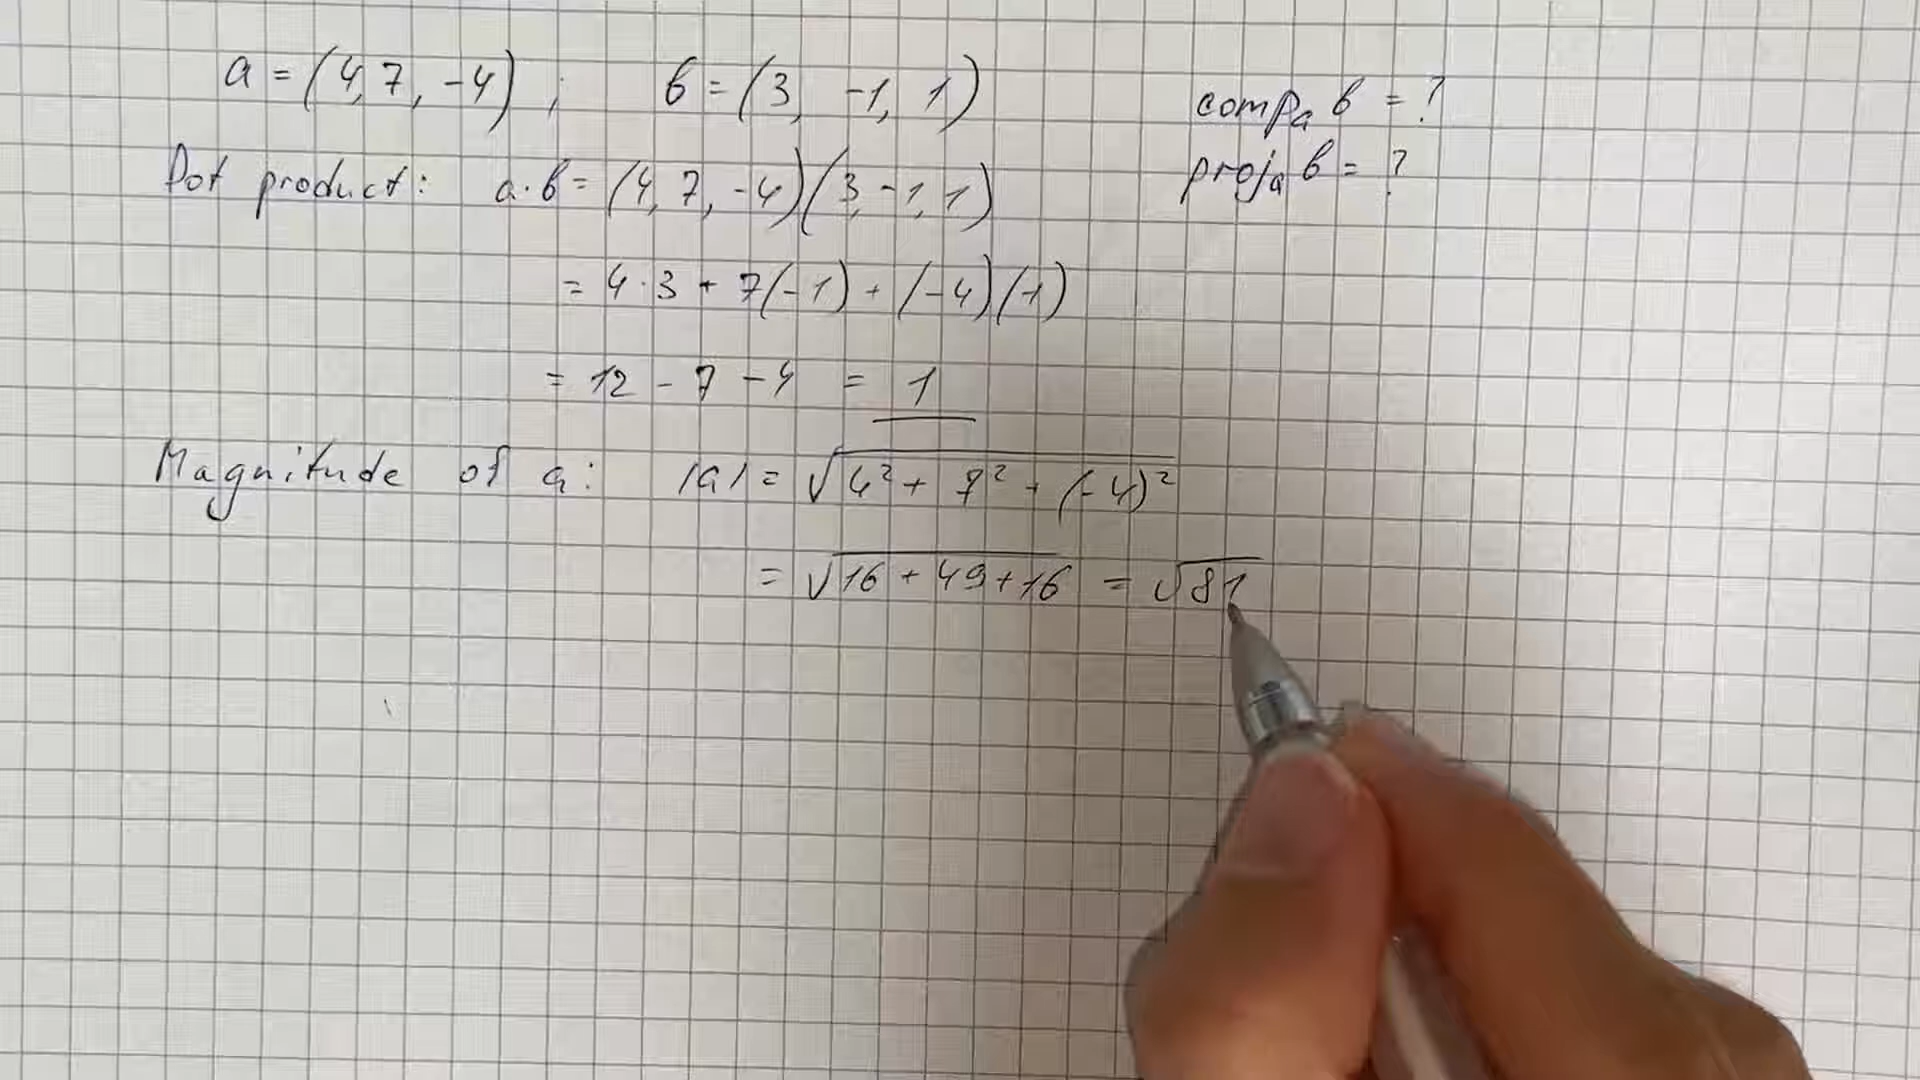 a = (4, 7, -4) ; b = (3, -1, 1)
comp_a b = ?
proj_a b = ?
Dot product: a·b = (4, 7, -4)(3, -1, 1)
= 4·3 + 7(-1) + (-4)(1)
= 12 - 7 - 4 = 1
Magnitude of a: |a| = √(4² + 7² + (-4)²)
= √(16 + 49 + 16) = √81